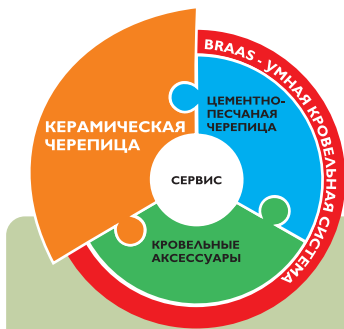 BRAAS - УМНАЯ КРОВЕЛЬНАЯ СИСТЕМА
ЦЕМЕНТНО-
ПЕСЧАНАЯ
ЧЕРЕПИЦА
КЕРАМИЧЕСКАЯ
ЧЕРЕПИЦА
СЕРВИС
КРОВЕЛЬНЫЕ
АКСЕССУАРЫ